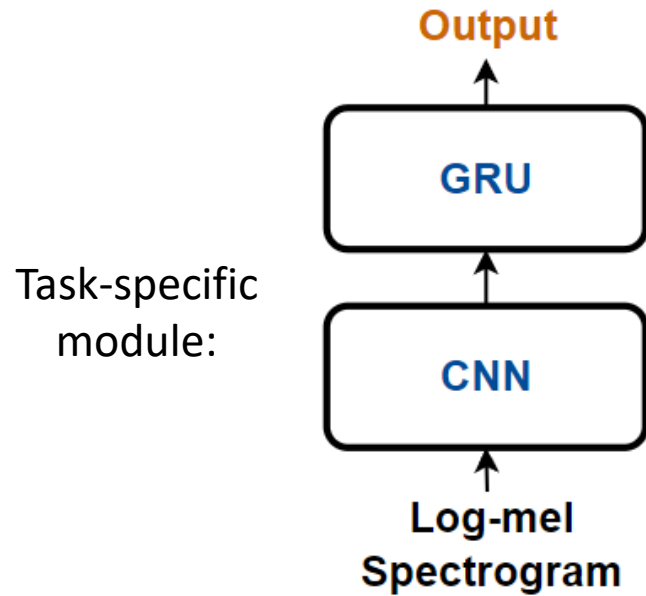 Output
GRU
Task-specific
module:
CNN
Log-mel
Spectrogram